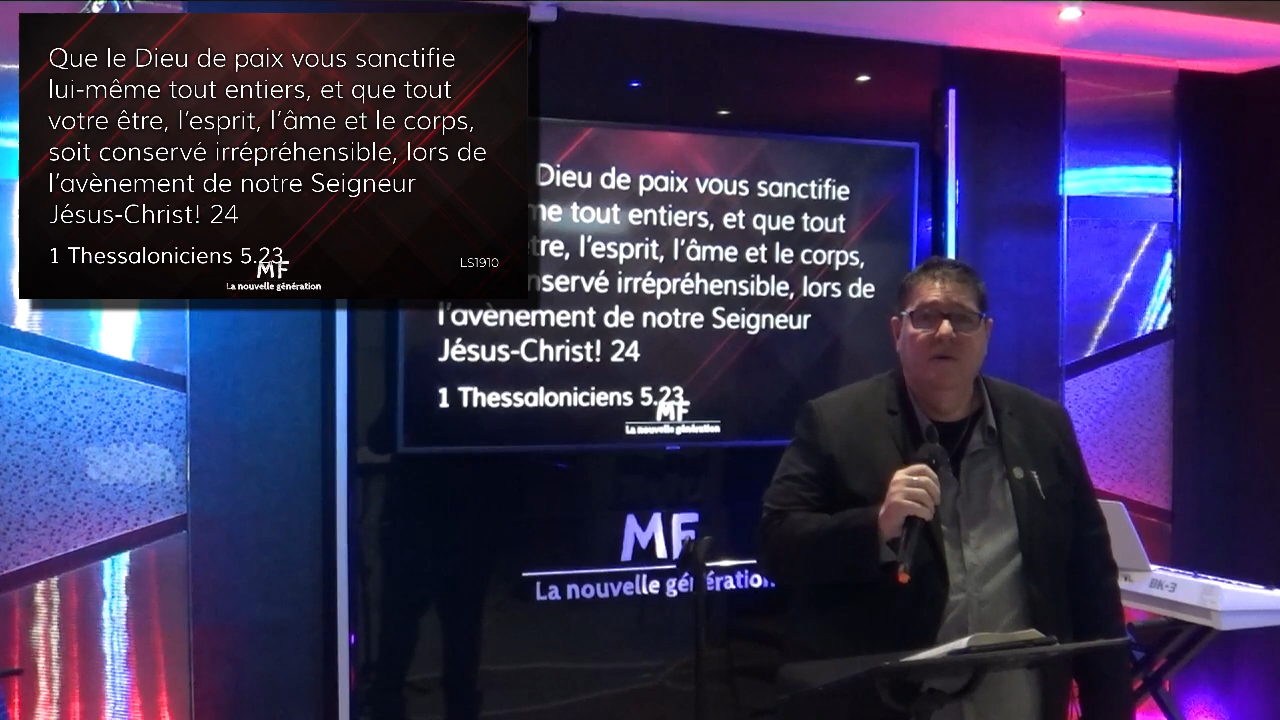 Que le Dieu de paix vous sanctifie
lui-même tout entiers, et que tout
votre être, l'esprit, l'âme et le corps,
soit conservé irrépréhensible, lors de
l'avènement de notre Seigneur
Jésus-Christ! 24
1 Thessaloniciens 5.23
LS1910
MF
La nouvelle génération
Dieu de paix vous sanctifie
me tout entiers, et que tout
tre, l'esprit, l'âme et le corps,
nservé irrépréhensible, lors de
l'avènement de notre Seigneur
Jésus-Christ! 24
1 Thessaloniciens 5.23
MF
La nouvelle génération
MF
La nouvelle génération
BK-3